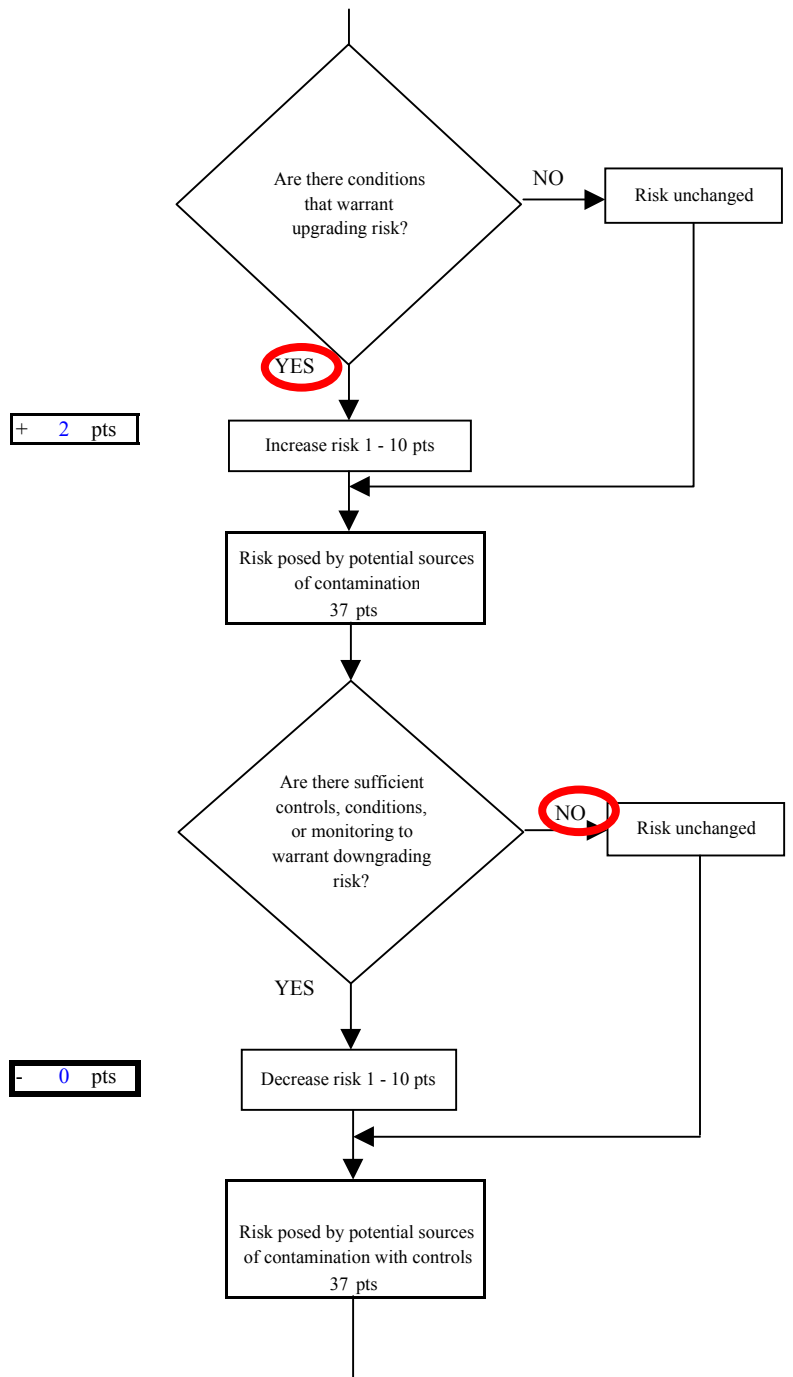 Are there conditions
that warrant
upgrading risk?
NO
Risk unchanged
YES
+ 2 pts
Increase risk 1 - 10 pts
Risk posed by potential sources
of contamination
37 pts
Are there sufficient
controls, conditions,
or monitoring to
warrant downgrading
risk?
NO
Risk unchanged
YES
- 0 pts
Decrease risk 1 - 10 pts
Risk posed by potential sources
of contamination with controls
37 pts